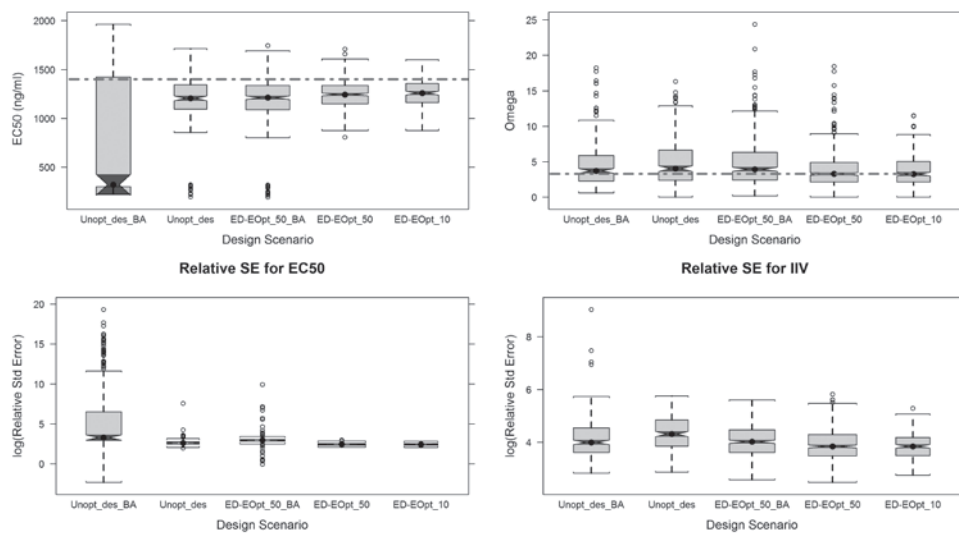 2000
1500
1000
500
EC50 (ng/ml)
Unopt_des_BA Unopt_des ED-EOpt_50_BA ED-EOpt_50 ED-EOpt_10
Design Scenario
25
20
15
10
5
0
Omega
Unopt_des_BA Unopt_des ED-EOpt_50_BA ED-EOpt_50 ED-EOpt_10
Design Scenario
Relative SE for EC50
20
15
10
5
0
log(Relative Std Error)
Unopt_des_BA Unopt_des ED-EOpt_50_BA ED-EOpt_50 ED-EOpt_10
Design Scenario
Relative SE for IIV
8
6
4
log(Relative Std Error)
Unopt_des_BA Unopt_des ED-EOpt_50_BA ED-EOpt_50 ED-EOpt_10
Design Scenario